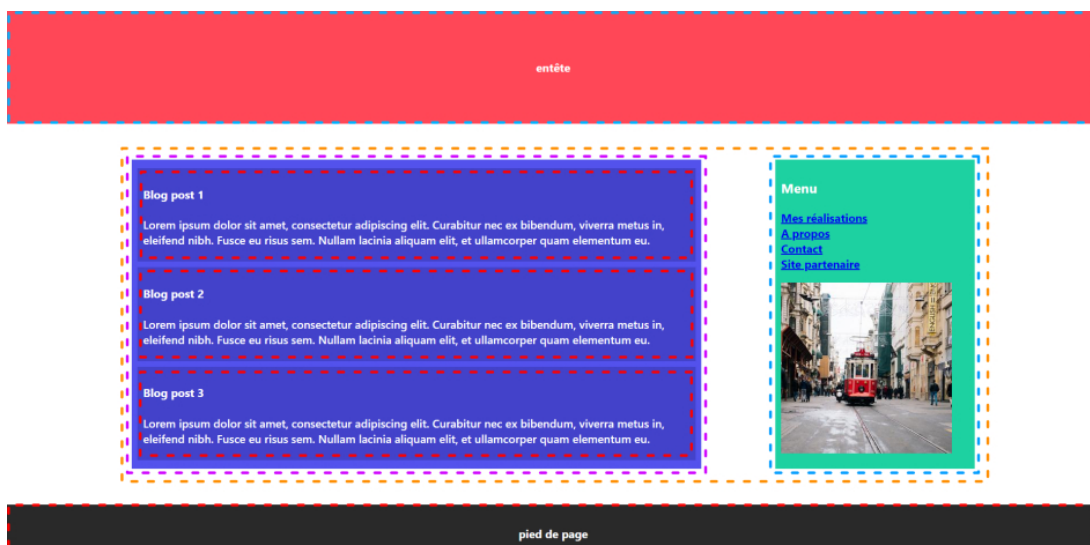 entête
Blog post 1
Lorem ipsum dolor sit amet, consectetur adipiscing elit. Curabitur nec ex bibendum, viverra metus in,
eleifend nibh. Fusce eu risus sem. Nullam lacinia aliquam elit, et ullamcorper quam elementum eu.
Blog post 2
Lorem ipsum dolor sit amet, consectetur adipiscing elit. Curabitur nec ex bibendum, viverra metus in,
eleifend nibh. Fusce eu risus sem. Nullam lacinia aliquam elit, et ullamcorper quam elementum eu.
Blog post 3
Lorem ipsum dolor sit amet, consectetur adipiscing elit. Curabitur nec ex bibendum, viverra metus in,
eleifend nibh. Fusce eu risus sem. Nullam lacinia aliquam elit, et ullamcorper quam elementum eu.
Menu
Mes réalisations
A propos
Contact
Site partenaire
pied de page